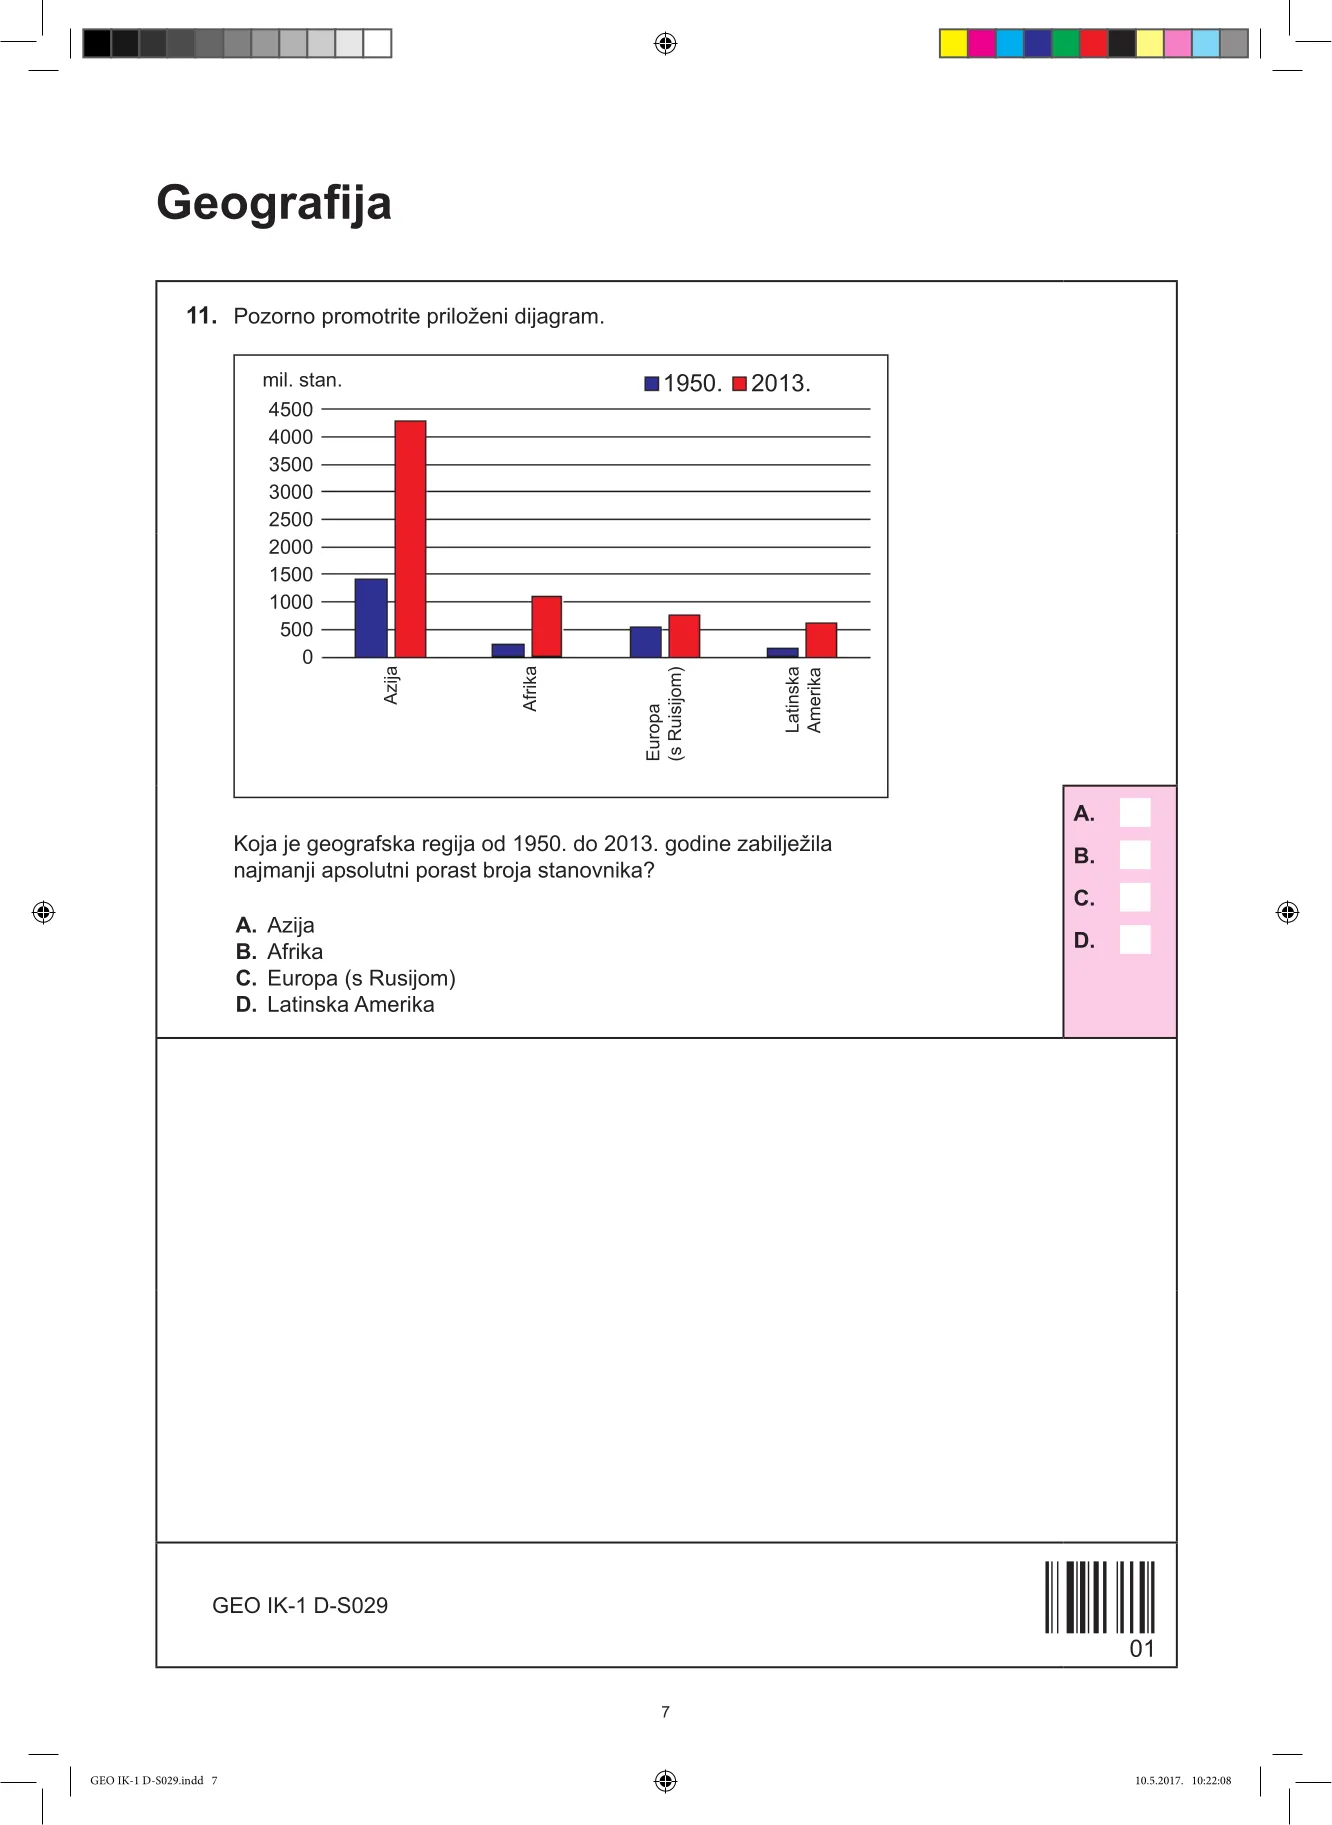 Geografija
11. Pozorno promotrite priloženi dijagram.
mil. stan.
1950. 2013.
4500
4000
3500
3000
2500
2000
1500
1000
500
0
Azija
Afrika
Europa
(s Ruisijom)
Latinska
Amerika
Koja je geografska regija od 1950. do 2013. godine zabilježila
najmanji apsolutni porast broja stanovnika?
A. Azija
B. Afrika
C. Europa (s Rusijom)
D. Latinska Amerika
A.
B.
C.
D.
GEO IK-1 D-S029
01
7
GEO IK-1 D-S029.indd 7
10.5.2017. 10:22:08